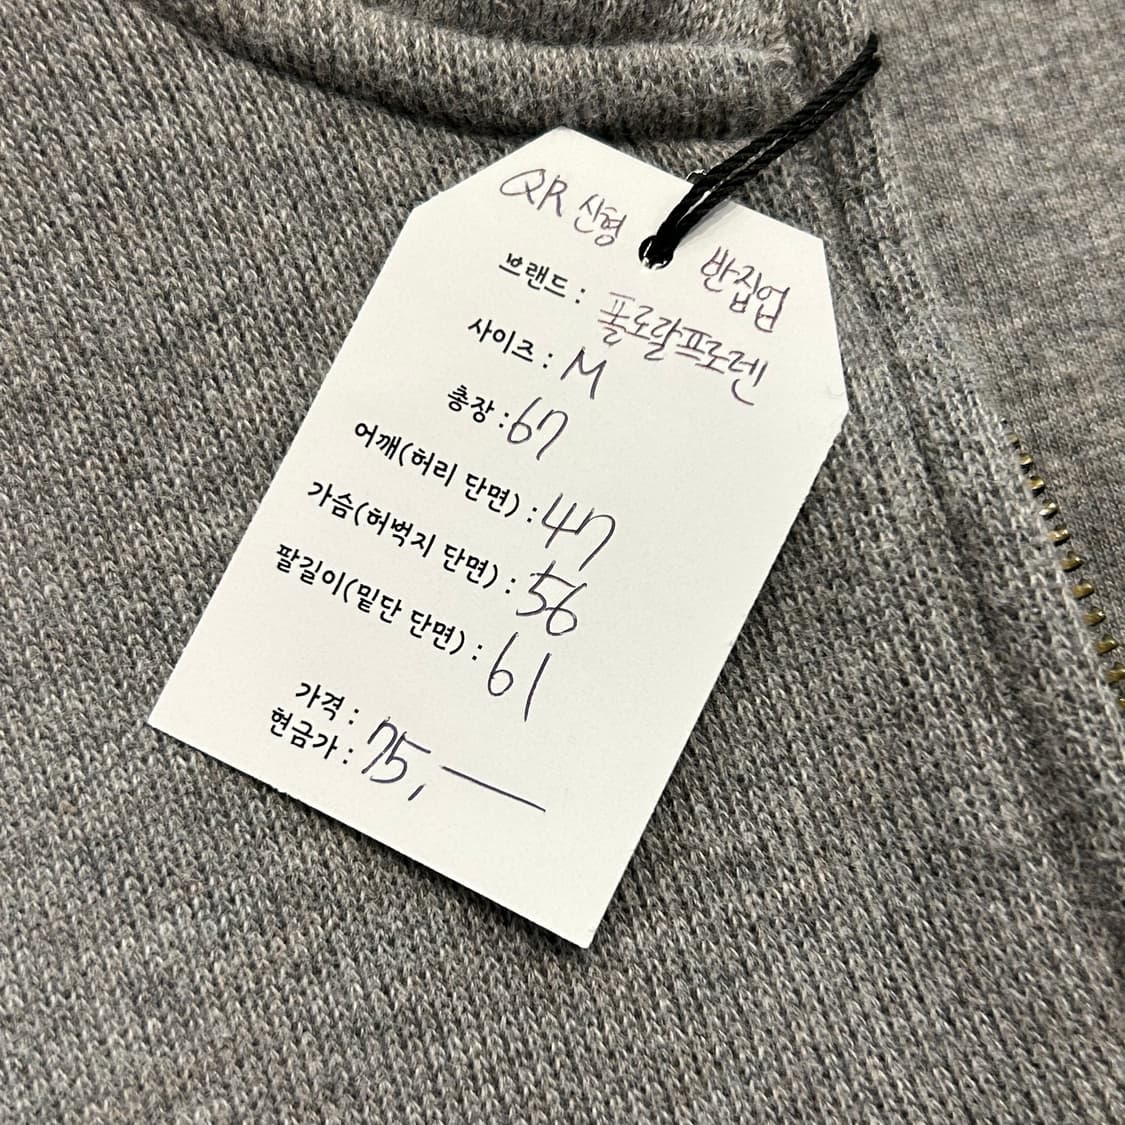 QR 신형 반집업
브랜드 : 폴로랄프로렌
사이즈 : M
총장 : 67
어깨(허리 단면) : 47
가슴(허벅지 단면) : 56
팔길이(밑단 단면) : 61
가격 :
현금가 : 75,—